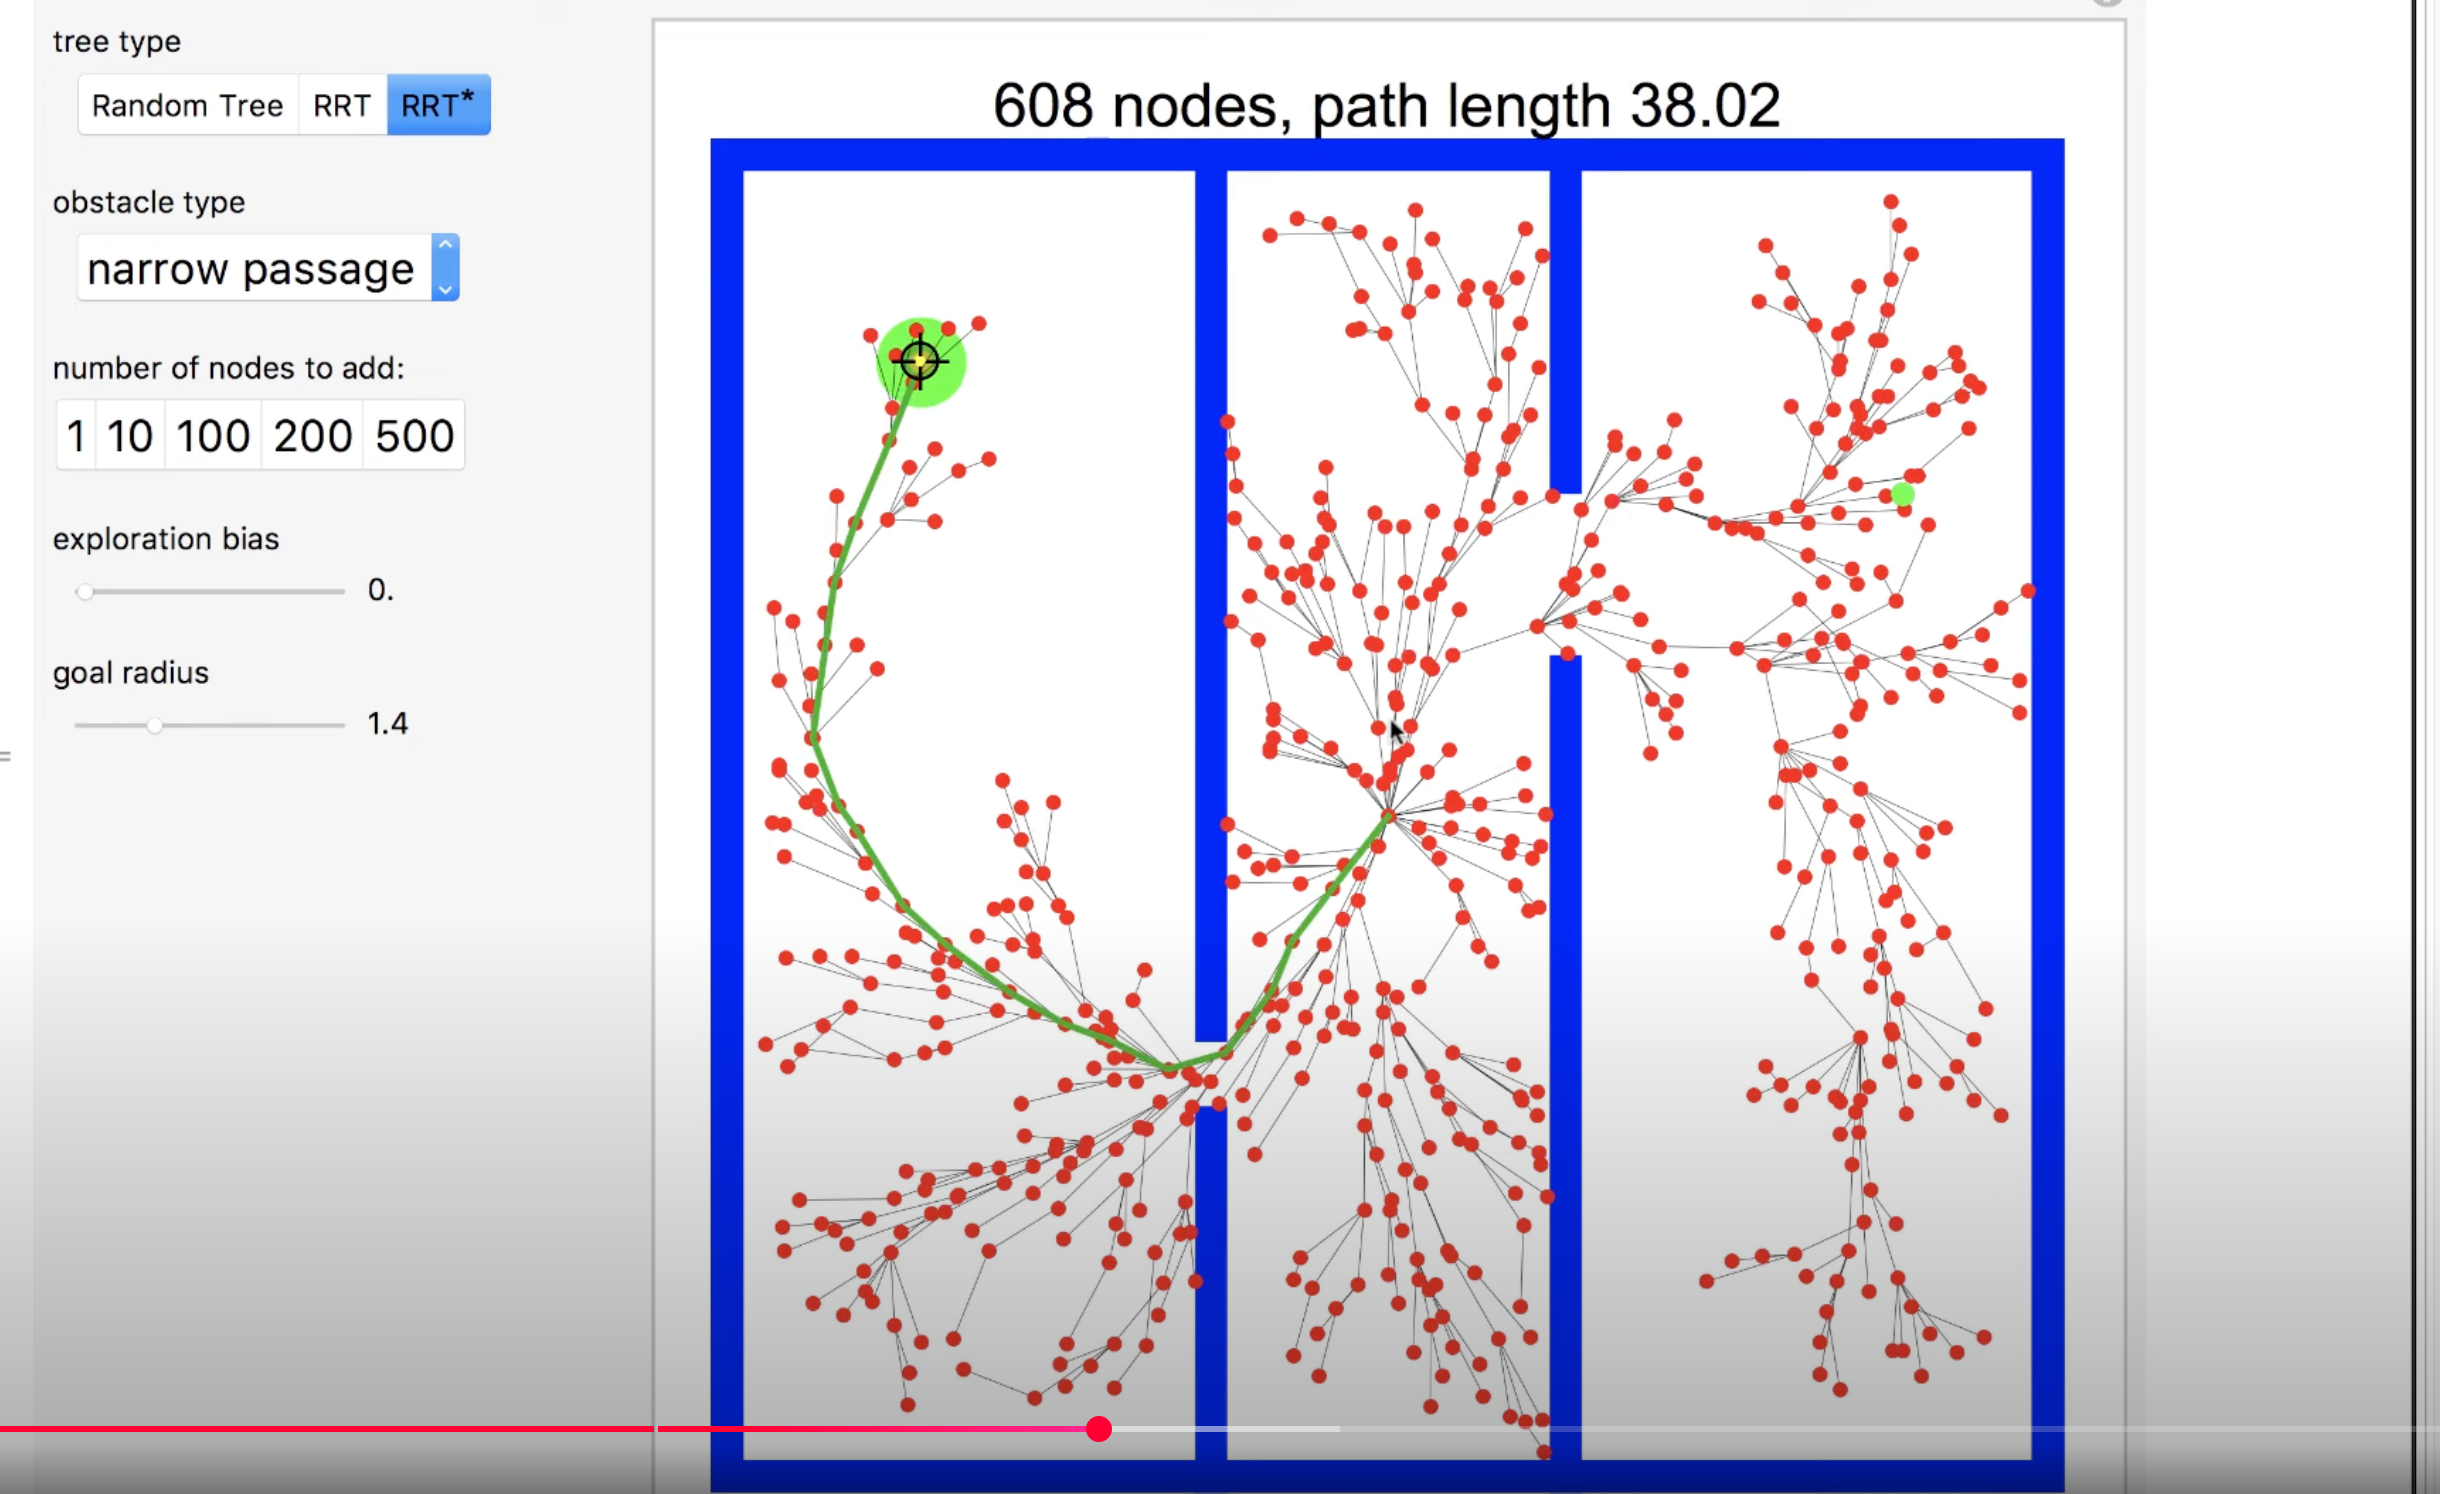 tree type
Random Tree RRT RRT*
obstacle type
narrow passage
number of nodes to add:
1 10 100 200 500
exploration bias
0.
goal radius
1.4
608 nodes, path length 38.02